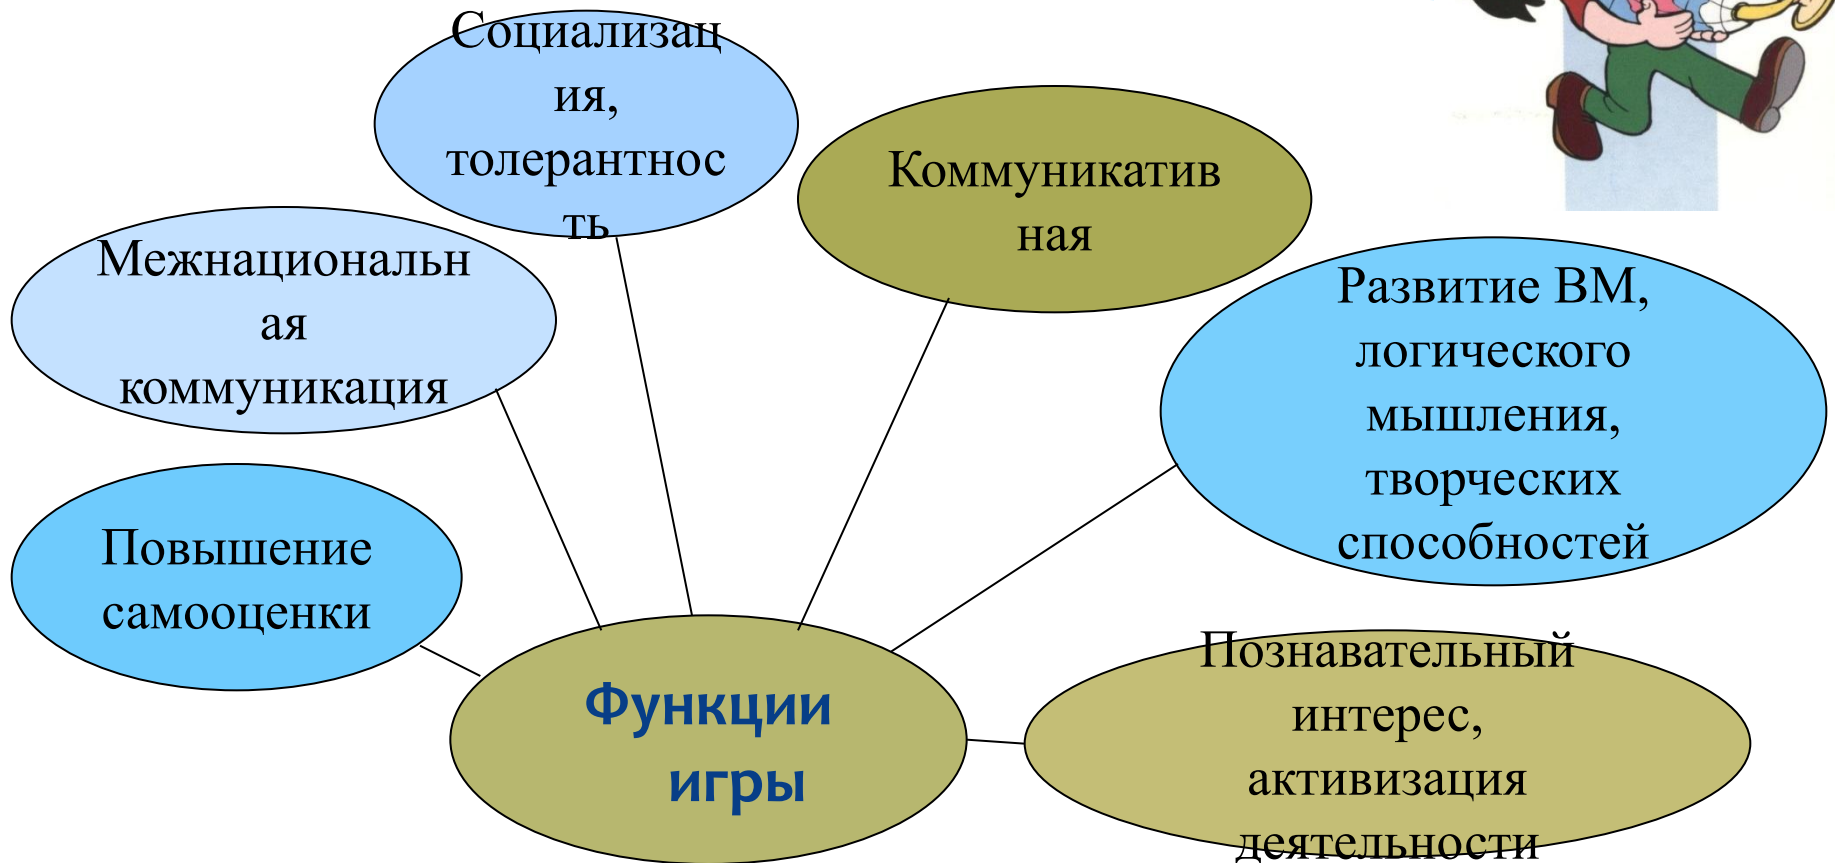 Социализац
ия,
толерантнос
ть
Коммуникатив
ная
Межнациональн
ая
коммуникация
Развитие ВМ,
логического
мышления,
творческих
способностей
Повышение
самооценки
Функции
игры
Познавательный
интерес,
активизация
деятельности